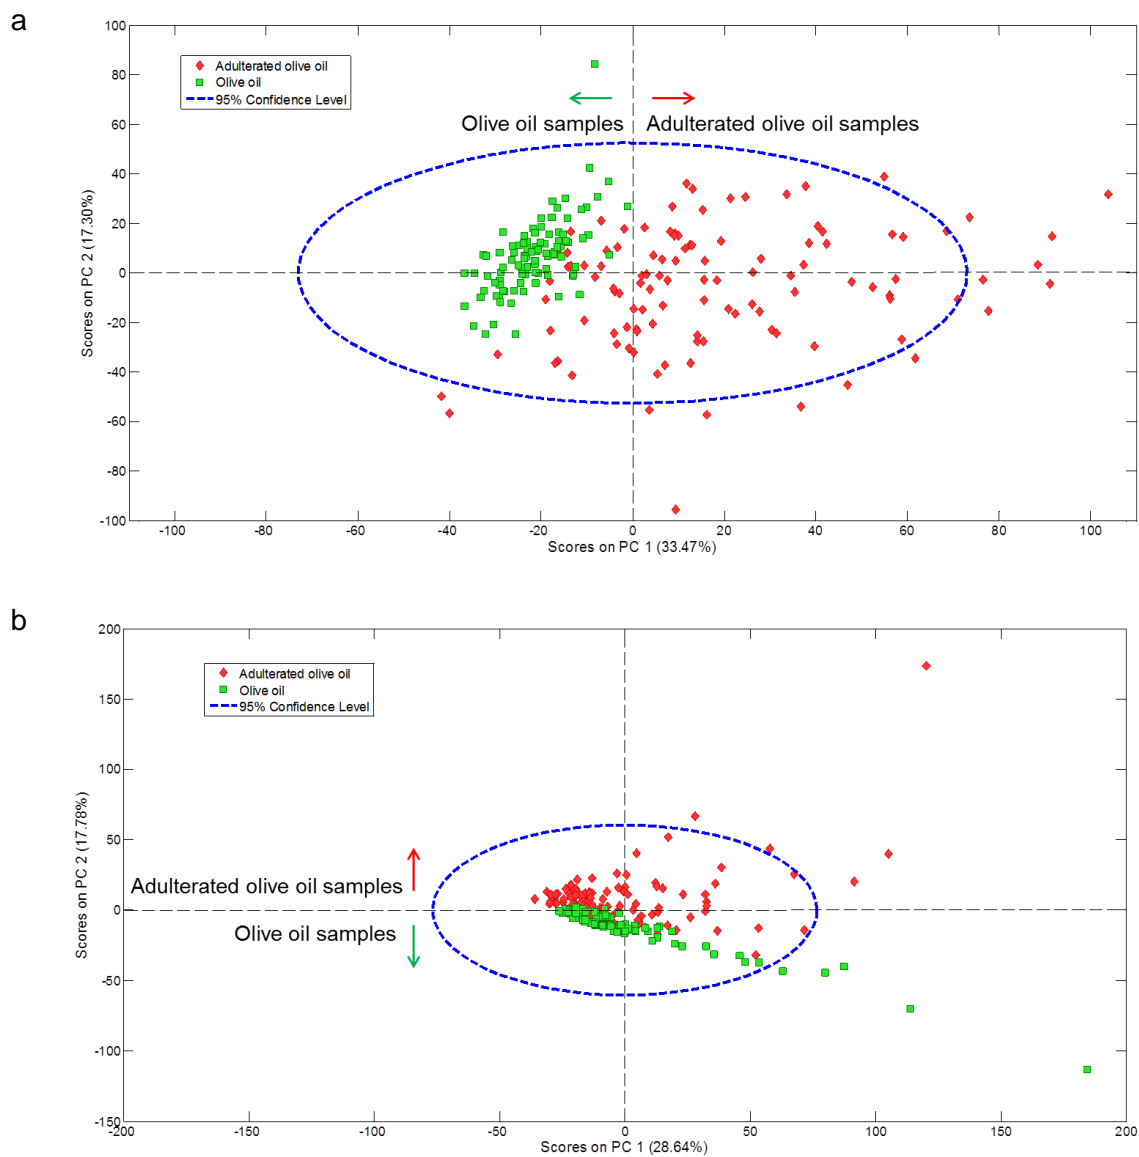 a
100
80
60
40
20
0
-20
-40
-60
-80
-100
Scores on PC 2 (17.30%)
Adulterated olive oil
Olive oil
95% Confidence Level
Olive oil samples
Adulterated olive oil samples
-100 -80 -60 -40 -20 0 20 40 60 80 100
Scores on PC 1 (33.47%)
b
200
150
100
50
0
-50
-100
-150
Scores on PC 2 (17.78%)
Adulterated olive oil
Olive oil
95% Confidence Level
Adulterated olive oil samples
Olive oil samples
-200 -150 -100 -50 0 50 100 150 200
Scores on PC 1 (28.64%)